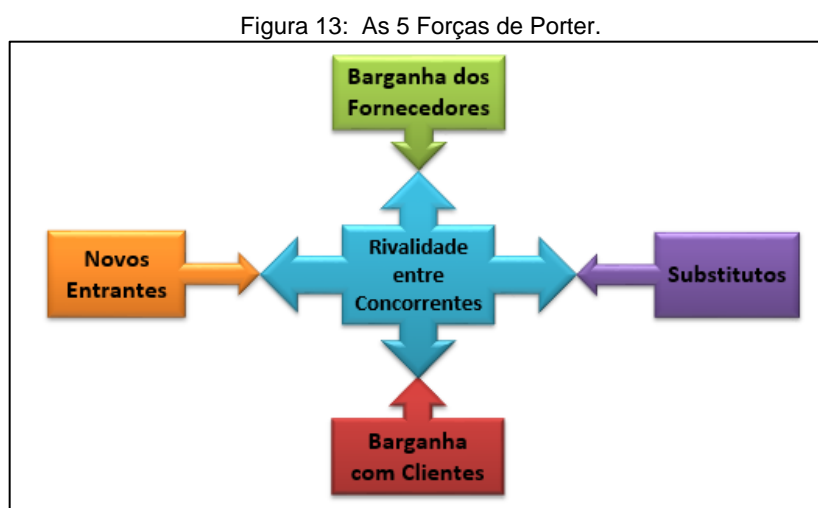 Figura 13:  As 5 Forças de Porter.
Barganha dos
Fornecedores
Novos
Entrantes
Rivalidade
entre
Concorrentes
Substitutos
Barganha
com Clientes